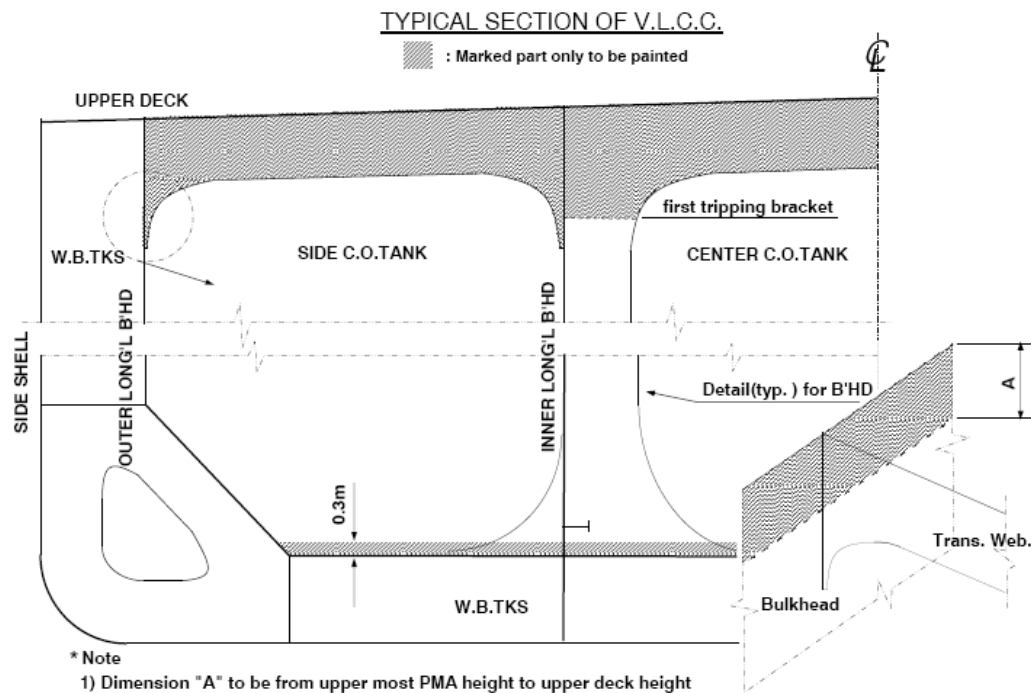 TYPICAL SECTION OF V.L.C.C.
: Marked part only to be painted
℄
UPPER DECK
first tripping bracket
W.B.TKS
SIDE C.O.TANK
CENTER C.O.TANK
SIDE SHELL
OUTER LONG'L B'HD
INNER LONG'L B'HD
Detail(typ. ) for B'HD
A
0.3m
Trans. Web.
Bulkhead
W.B.TKS
* Note
1) Dimension "A" to be from upper most PMA height to upper deck height